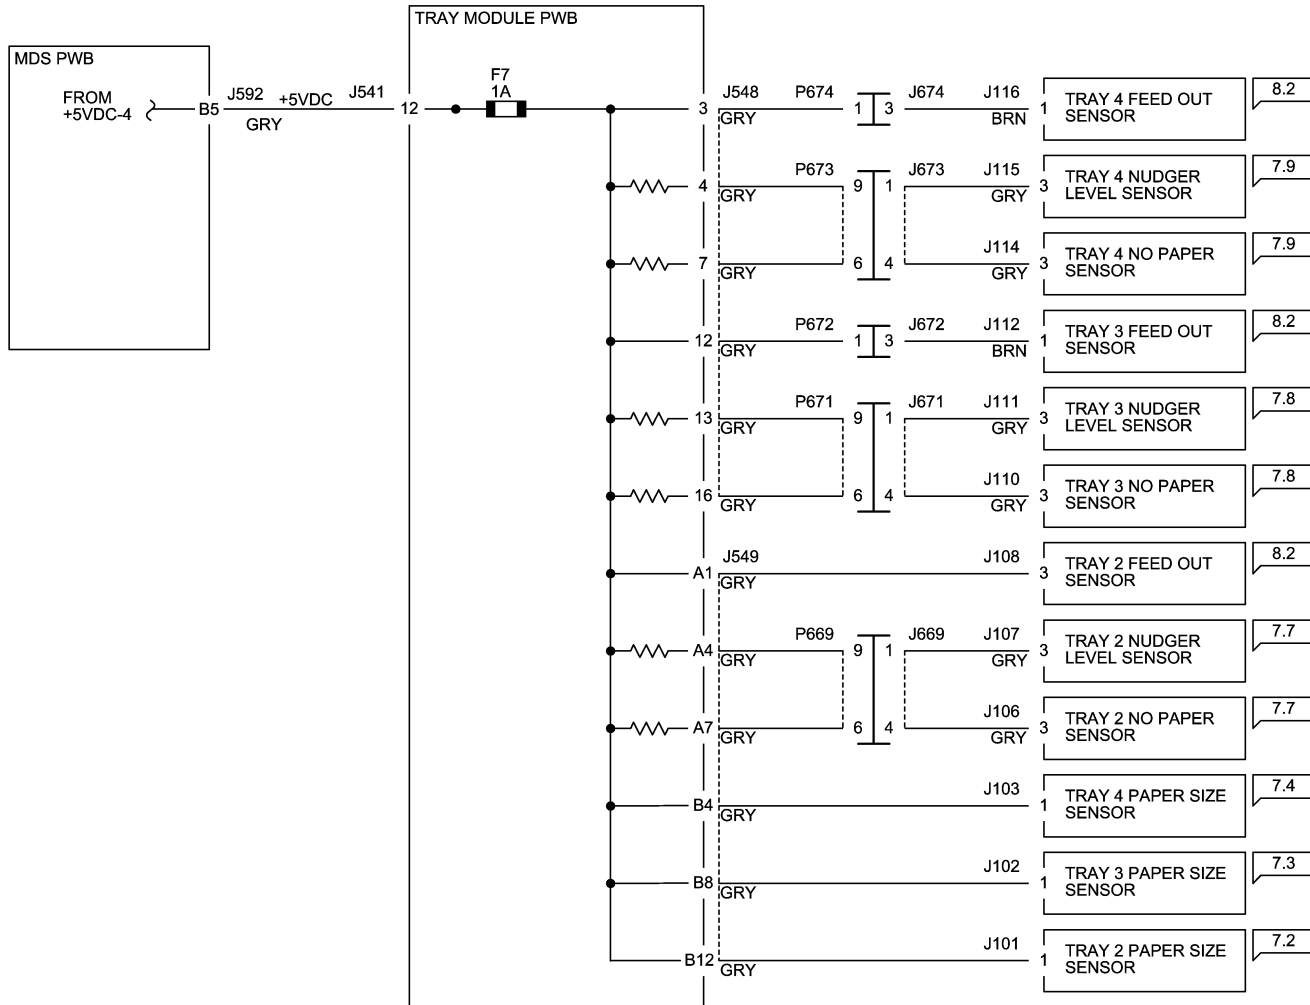 TRAY MODULE PWB
MDS PWB
FROM
+5VDC-4
B5
J592
+5VDC
GRY
J541
12
F7
1A
3
J548
GRY
P674
1
3
J674
J116
BRN
1
TRAY 4 FEED OUT
SENSOR
8.2
4
GRY
P673
9
1
J673
J115
GRY
3
TRAY 4 NUDGER
LEVEL SENSOR
7.9
7
GRY
6
4
J114
GRY
3
TRAY 4 NO PAPER
SENSOR
7.9
12
GRY
P672
1
3
J672
J112
BRN
1
TRAY 3 FEED OUT
SENSOR
8.2
13
GRY
P671
9
1
J671
J111
GRY
3
TRAY 3 NUDGER
LEVEL SENSOR
7.8
16
GRY
6
4
J110
GRY
3
TRAY 3 NO PAPER
SENSOR
7.8
A1
J549
GRY
J108
3
TRAY 2 FEED OUT
SENSOR
8.2
A4
GRY
P669
9
1
J669
J107
GRY
3
TRAY 2 NUDGER
LEVEL SENSOR
7.7
A7
GRY
6
4
J106
GRY
3
TRAY 2 NO PAPER
SENSOR
7.7
B4
GRY
J103
1
TRAY 4 PAPER SIZE
SENSOR
7.4
B8
GRY
J102
1
TRAY 3 PAPER SIZE
SENSOR
7.3
B12
GRY
J101
1
TRAY 2 PAPER SIZE
SENSOR
7.2